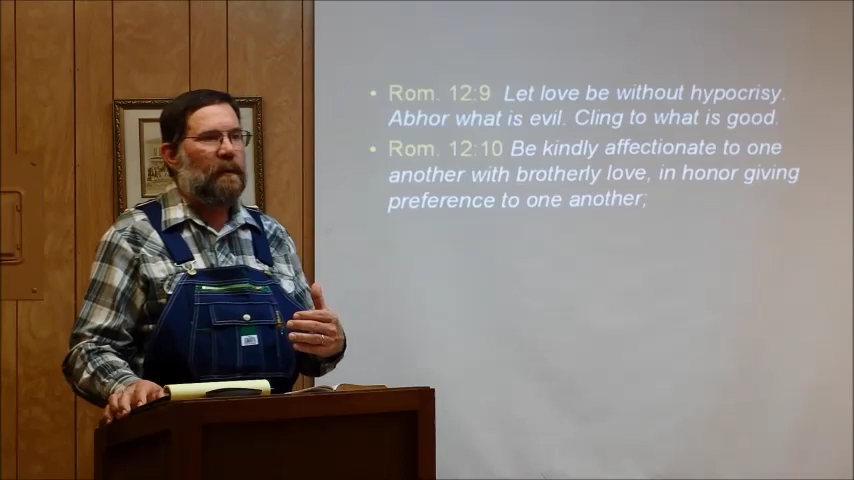 • Rom. 12:9 Let love be without hypocrisy.
Abhor what is evil. Cling to what is good.
• Rom. 12:10 Be kindly affectionate to one
another with brotherly love, in honor giving
preference to one another;